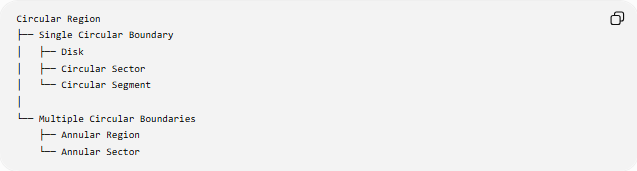 Circular Region
├── Single Circular Boundary
│   ├── Disk
│   ├── Circular Sector
│   └── Circular Segment
│
└── Multiple Circular Boundaries
    ├── Annular Region
    └── Annular Sector